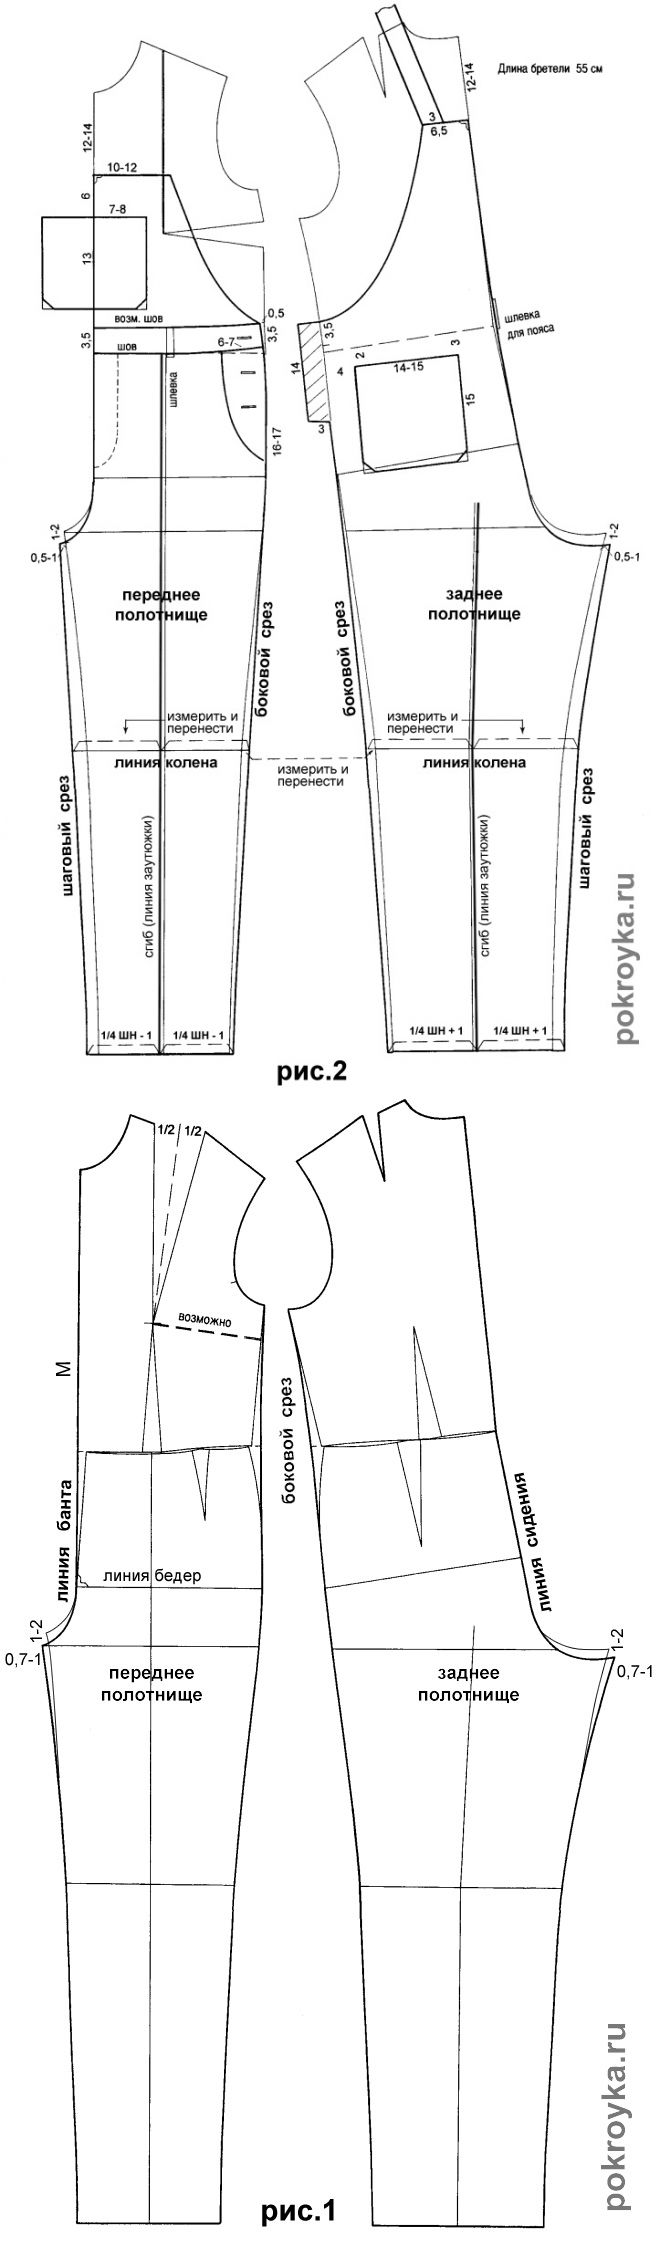 Длина бретели 55 см
12-14
12-14
3
6,5
10-12
6
7-8
13
возм. шов
0,5
3,5
шов
6-7
3,5
шлевка
16-17
3,5
14
4
2
14-15
3
15
3
шлевка
для пояса
1-2
0,5-1
1-2
0,5-1
переднее
полотнище
заднее
полотнище
боковой срез
боковой срез
измерить и
перенести
измерить и
перенести
линия колена
измерить и
перенести
линия колена
шаговый срез
сгиб (линия заутюжки)
сгиб (линия заутюжки)
шаговый срез
pokroyka.ru
1/4 ШН - 1
1/4 ШН - 1
1/4 ШН + 1
1/4 ШН + 1
рис.2
1/2
1/2
возможно
М
боковой срез
линия банта
линия сидения
линия бедер
1-2
0,7-1
1-2
0,7-1
переднее
полотнище
заднее
полотнище
pokroyka.ru
рис.1